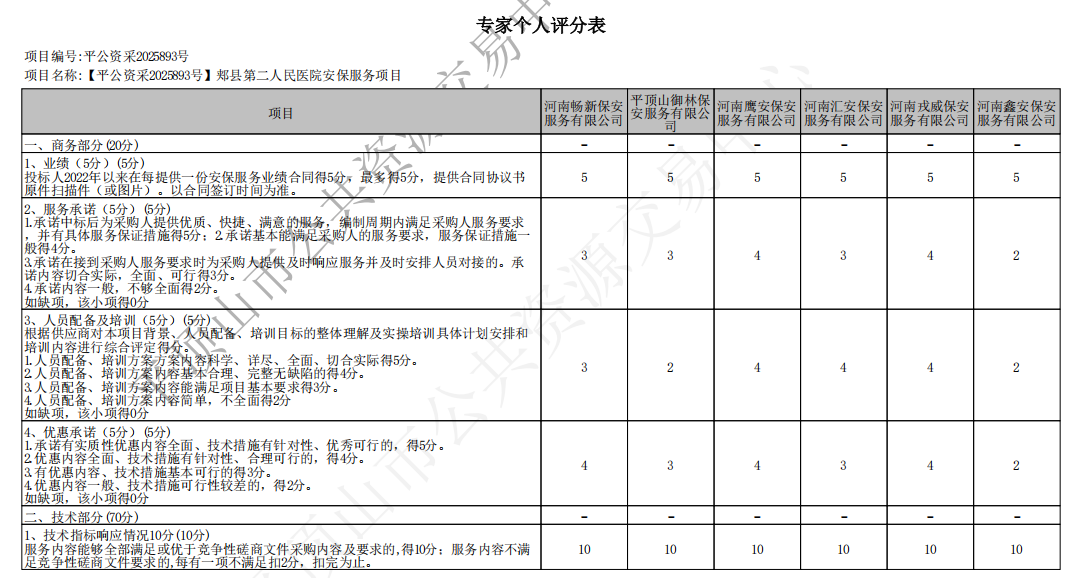 专家个人评分表
项目编号:平公资采2025893号
项目名称:【平公资采2025893号】郏县第二人民医院安保服务项目
项目 河南畅新保安服务有限公司 平顶山御林保安服务有限公司 河南鹰安保安服务有限公司 河南汇安保安服务有限公司 河南戎威保安服务有限公司 河南鑫安保安服务有限公司
一、商务部分(20分) - - - - - -
1、业绩（5分）(5分)
投标人2022年以来在每提供一份安保服务业绩合同得5分，最多得5分，提供合同协议书
原件扫描件（或图片）。以合同签订时间为准。
5 5 5 5 5 5
2、服务承诺（5分）(5分)
1.承诺中标后为采购人提供优质、快捷、满意的服务，编制周期内满足采购人服务要求
，并有具体服务保证措施得5分；2.承诺基本能满足采购人的服务要求，服务保证措施一
般得4分。
3.承诺在接到采购人服务要求时为采购人提供及时响应服务并及时安排人员对接的。承
诺内容切合实际，全面、可行得3分。
4.承诺内容一般，不够全面得2分。
如缺项，该小项得0分
3 3 4 3 4 2
3、人员配备及培训（5分）(5分)
根据供应商对本项目背景、人员配备、培训目标的整体理解及实操培训具体计划安排和
培训内容进行综合评定得分。
1.人员配备、培训方案方案内容科学、详尽、全面、切合实际得5分。
2.人员配备、培训方案内容基本合理、完整无缺陷的得4分。
3.人员配备、培训方案内容能满足项目基本要求得3分。
4.人员配备、培训方案内容简单，不全面得2分
如缺项，该小项得0分
3 2 4 4 4 2
4、优惠承诺（5分）(5分)
1.承诺有实质性优惠内容全面、技术措施有针对性、优秀可行的，得5分。
2.优惠内容全面、技术措施有针对性、合理可行的，得4分。
3.有优惠内容、技术措施基本可行的得3分。
4.优惠内容一般、技术措施可行性较差的，得2分。
如缺项，该小项得0分
4 3 4 3 4 2
二、技术部分(70分) - - - - - -
1、技术指标响应情况10分(10分)
服务内容能够全部满足或优于竞争性磋商文件采购内容及要求的,得10分；服务内容不满
足竞争性磋商文件要求的,每有一项不满足扣2分，扣完为止。
10 10 10 10 10 10
平顶山市公共资源交易中
顶山市公共资源交易中心